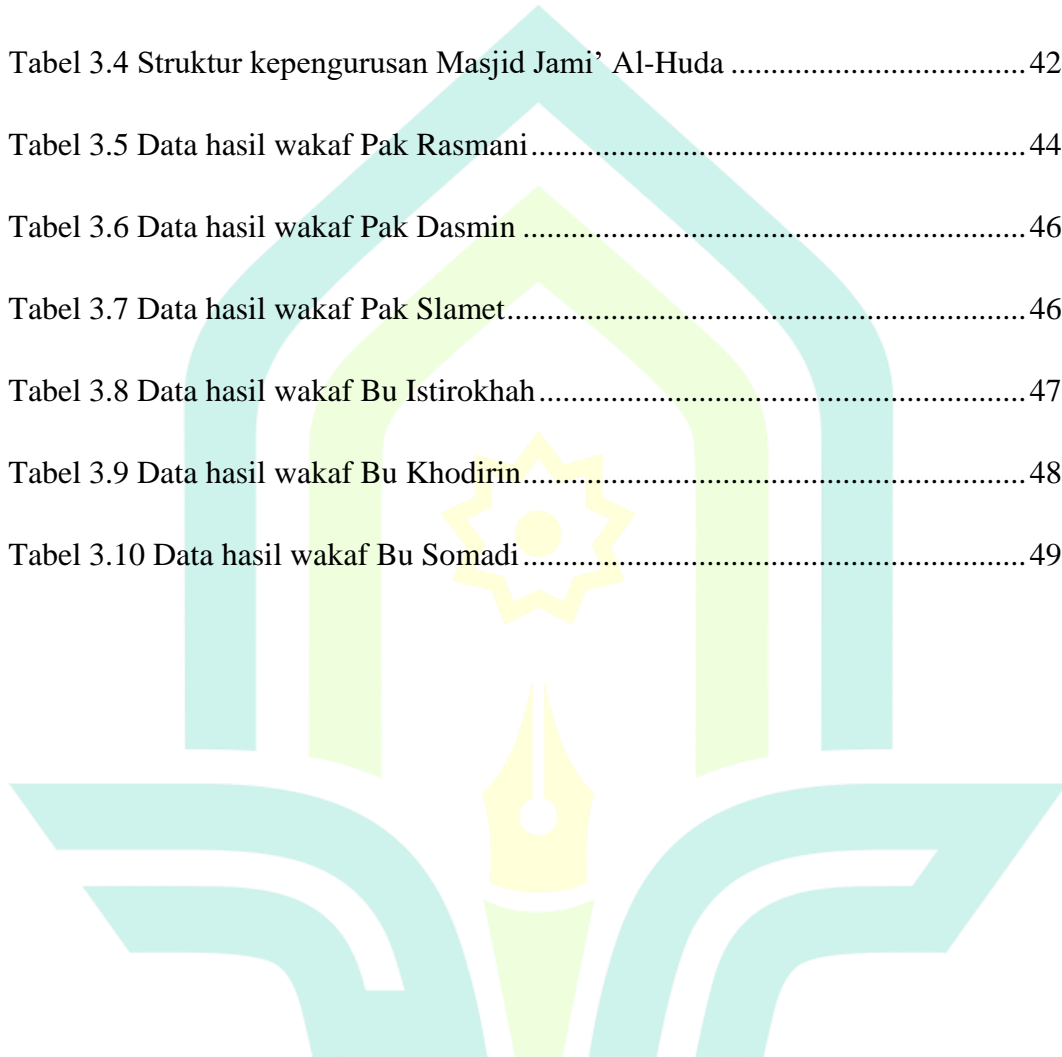 Tabel 3.4 Struktur kepengurusan Masjid Jami’ Al-Huda ................................... 42
Tabel 3.5 Data hasil wakaf Pak Rasmani ........................................................... 44
Tabel 3.6 Data hasil wakaf Pak Dasmin ............................................................ 46
Tabel 3.7 Data hasil wakaf Pak Slamet .............................................................. 46
Tabel 3.8 Data hasil wakaf Bu Istirokhah .......................................................... 47
Tabel 3.9 Data hasil wakaf Bu Khodirin ............................................................ 48
Tabel 3.10 Data hasil wakaf Bu Somadi ............................................................ 49